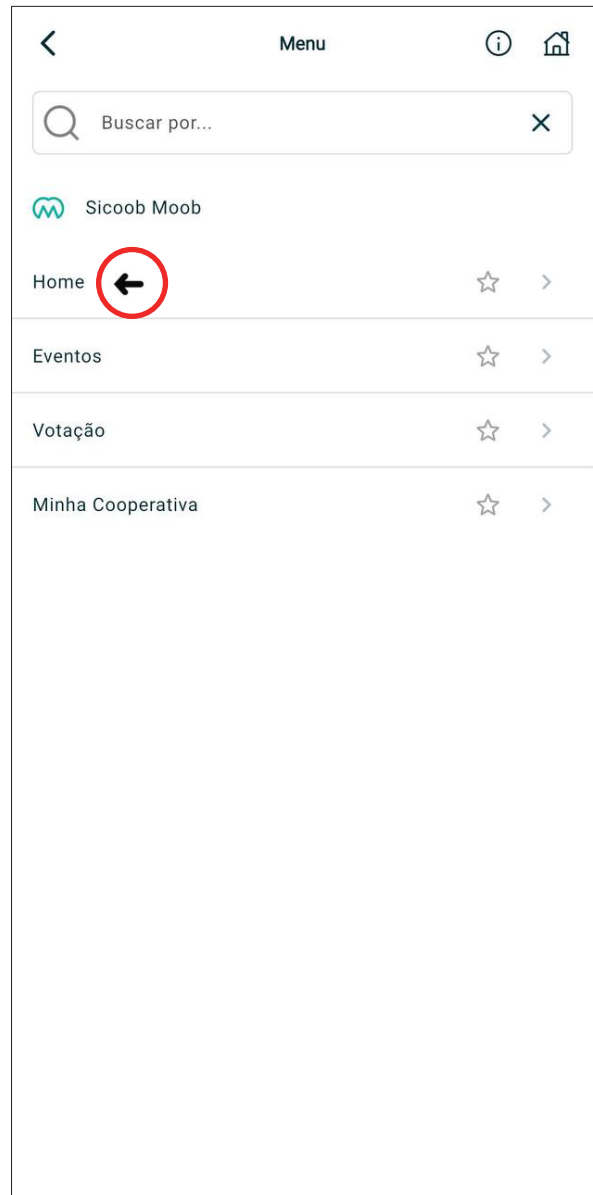 Menu
Buscar por...
Sicoob Moob
Home
Eventos
Votação
Minha Cooperativa